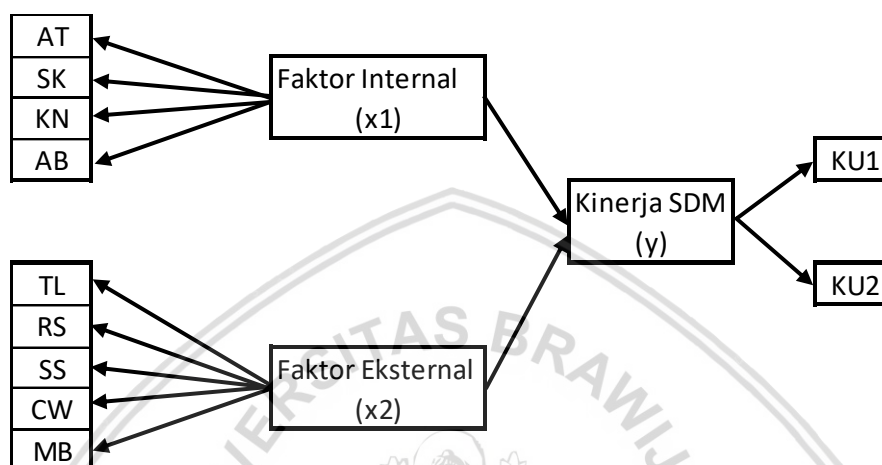 AT
SK
KN
AB
Faktor Internal
(x1)
Kinerja SDM
(y)
KU1
KU2
TL
RS
SS
CW
MB
Faktor Eksternal
(x2)